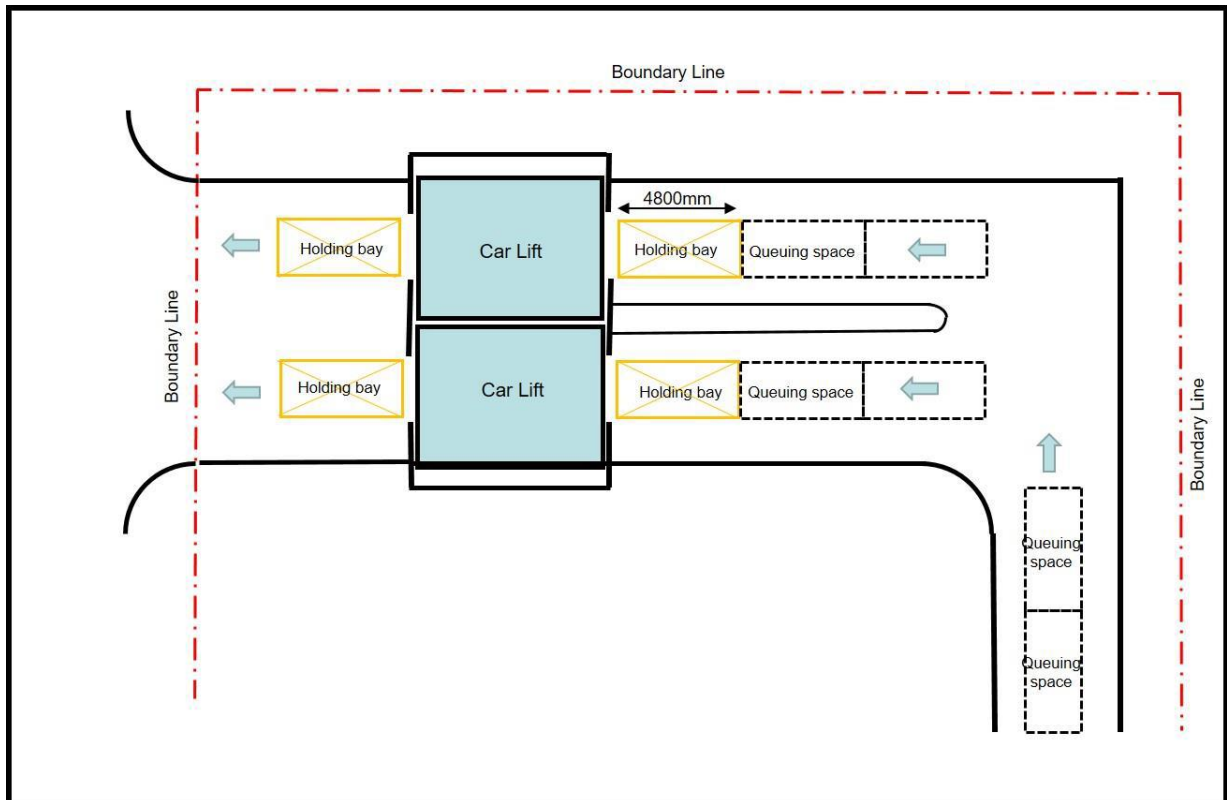 Boundary Line
4800mm
Holding bay
Car Lift
Holding bay
Queuing space
Boundary Line
Holding bay
Car Lift
Holding bay
Queuing space
Boundary Line
Queuing
space
Queuing
space